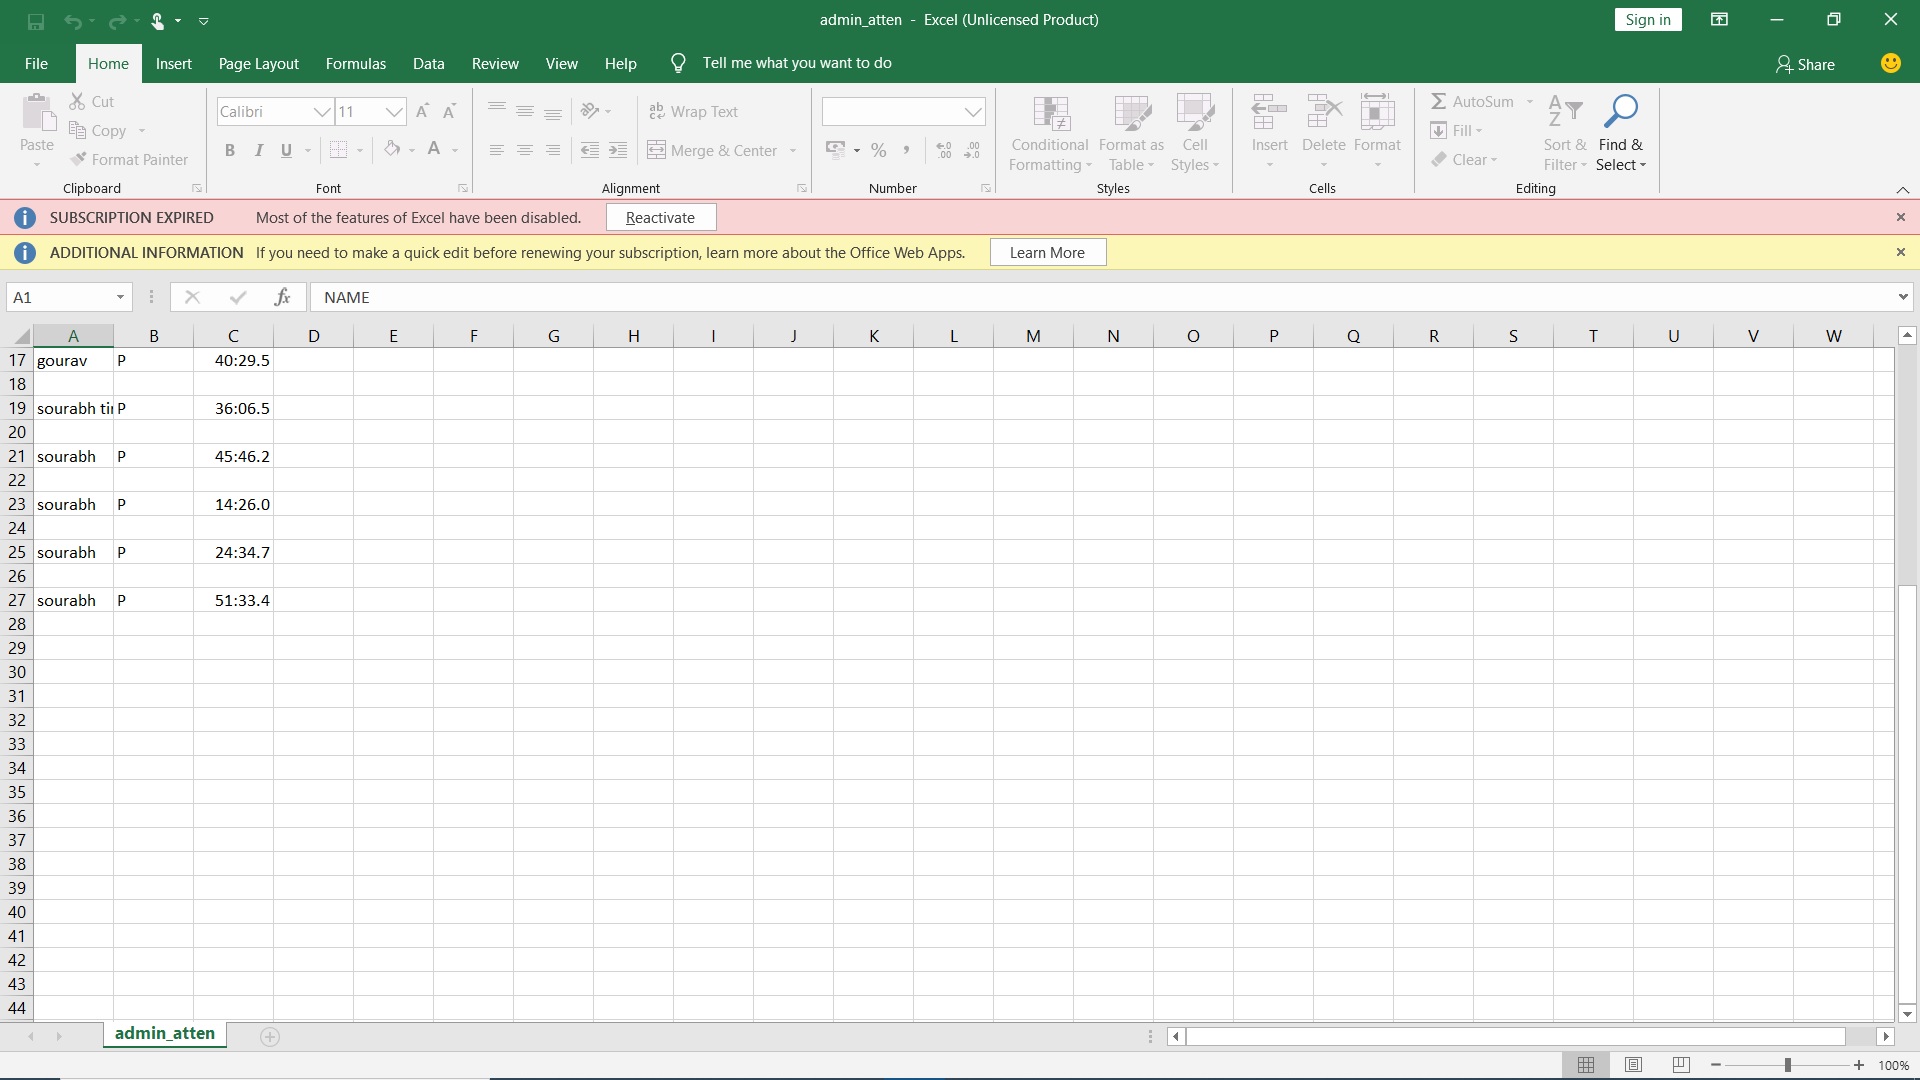 admin_atten - Excel (Unlicensed Product)
Sign in
File Home Insert Page Layout Formulas Data Review View Help Tell me what you want to do Share
Paste
Cut
Copy
Format Painter
Clipboard
Calibri 11
B I U
Font
Wrap Text
Merge & Center
Alignment
% ,
Number
Conditional Formatting
Format as Table
Cell Styles
Styles
Insert Delete Format
Cells
AutoSum
Fill
Clear
Sort & Filter
Find & Select
Editing
SUBSCRIPTION EXPIRED Most of the features of Excel have been disabled. Reactivate
ADDITIONAL INFORMATION If you need to make a quick edit before renewing your subscription, learn more about the Office Web Apps. Learn More
A1 fx NAME
A B C D E F G H I J K L M N O P Q R S T U V W
17 gourav P 40:29.5
18
19 sourabh tir P 36:06.5
20
21 sourabh P 45:46.2
22
23 sourabh P 14:26.0
24
25 sourabh P 24:34.7
26
27 sourabh P 51:33.4
28
29
30
31
32
33
34
35
36
37
38
39
40
41
42
43
44
admin_atten
100%